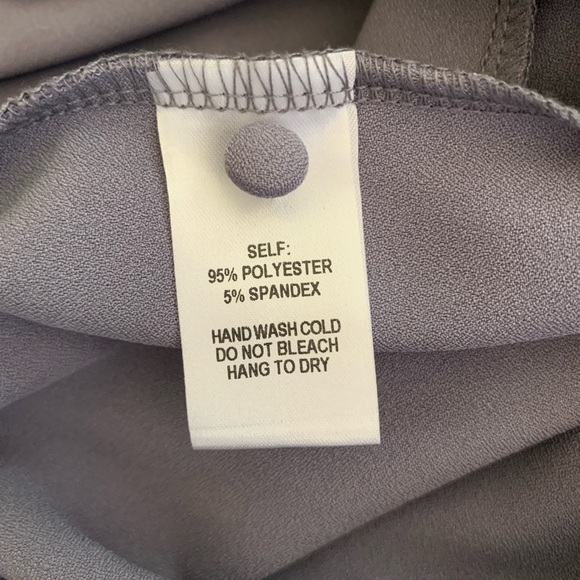 SELF:
95% POLYESTER
5% SPANDEX
HAND WASH COLD
DO NOT BLEACH
HANG TO DRY